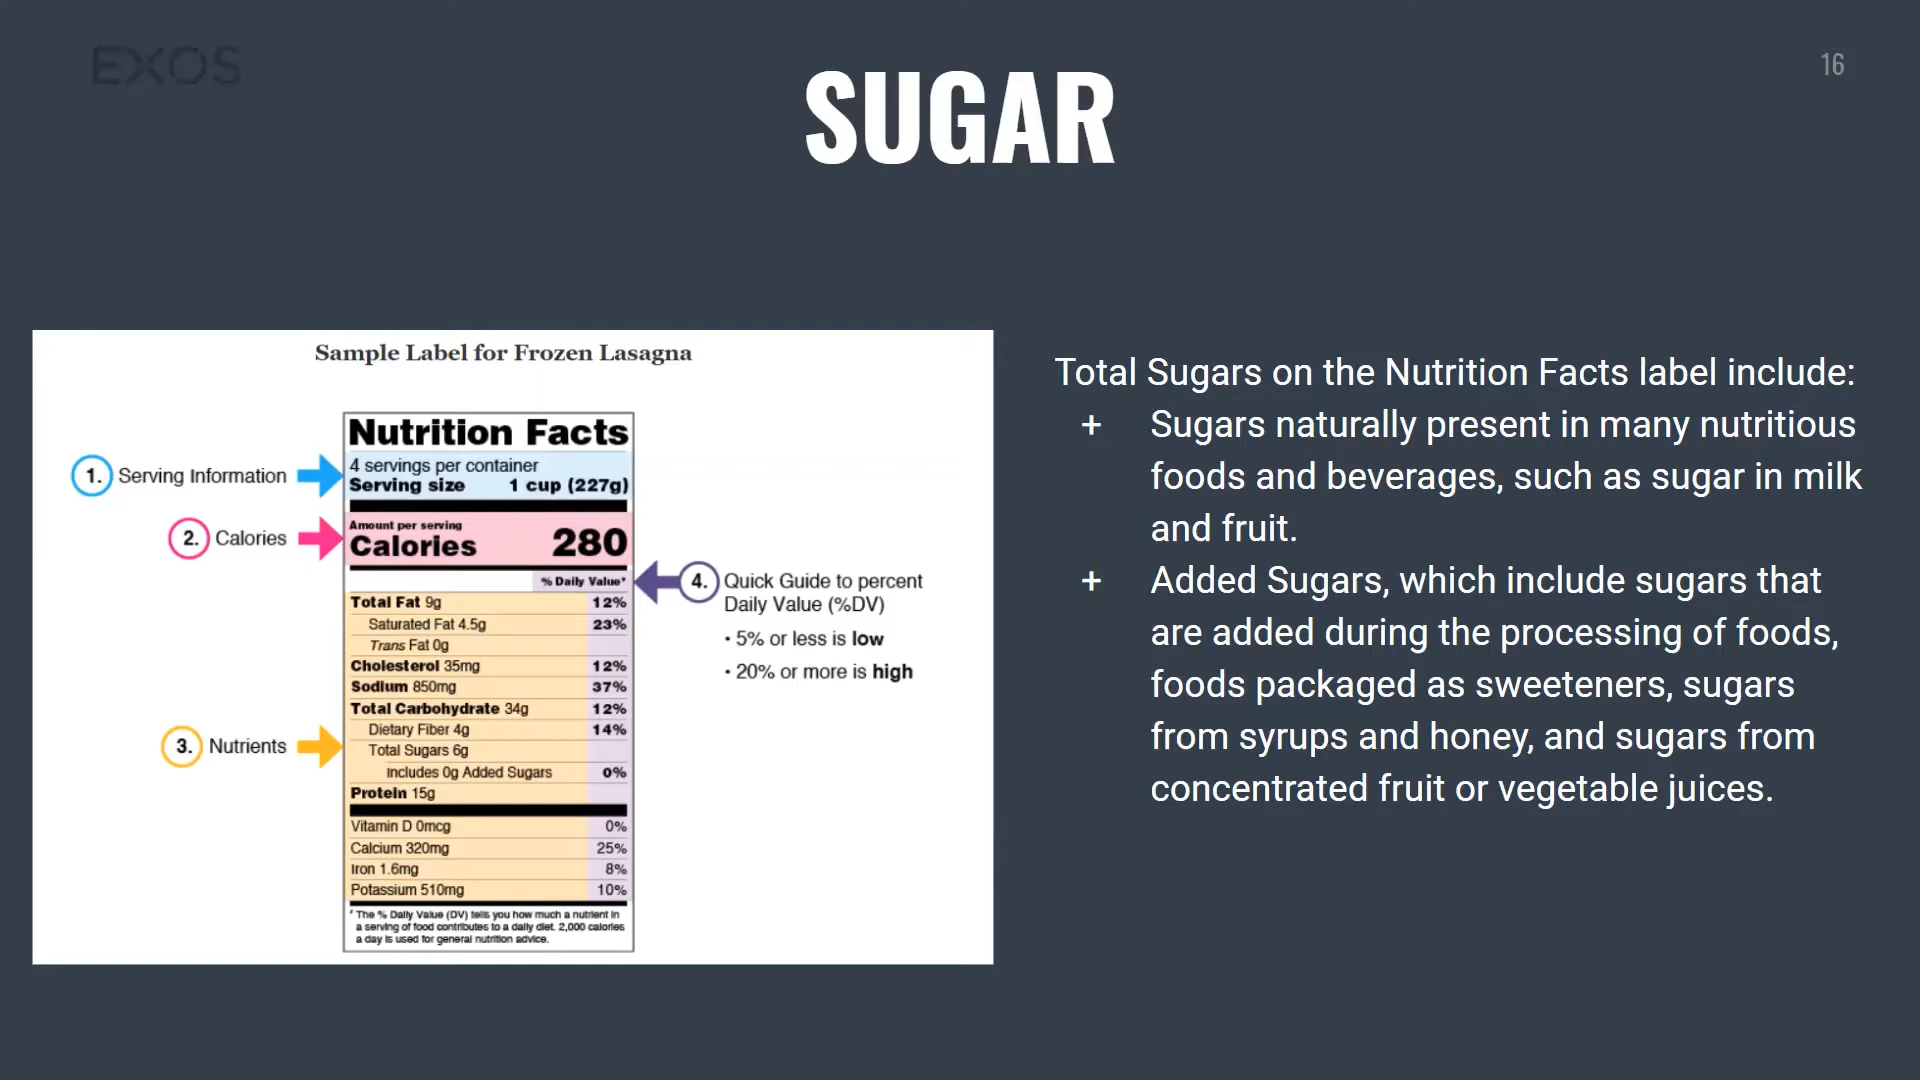 EXOS
16
SUGAR
Sample Label for Frozen Lasagna
Nutrition Facts
4 servings per container
Serving size 1 cup (227g)
Amount per serving
Calories 280
% Daily Value*
Total Fat 9g 12%
Saturated Fat 4.5g 23%
Trans Fat 0g
Cholesterol 35mg 12%
Sodium 850mg 37%
Total Carbohydrate 34g 12%
Dietary Fiber 4g 14%
Total Sugars 6g
Includes 0g Added Sugars 0%
Protein 15g
Vitamin D 0mcg 0%
Calcium 320mg 25%
Iron 1.6mg 8%
Potassium 510mg 10%
* The % Daily Value (DV) tells you how much a nutrient in
a serving of food contributes to a daily diet. 2,000 calories
a day is used for general nutrition advice.
1. Serving Information
2. Calories
3. Nutrients
4. Quick Guide to percent
Daily Value (%DV)
• 5% or less is low
• 20% or more is high
Total Sugars on the Nutrition Facts label include:
+ Sugars naturally present in many nutritious
foods and beverages, such as sugar in milk
and fruit.
+ Added Sugars, which include sugars that
are added during the processing of foods,
foods packaged as sweeteners, sugars
from syrups and honey, and sugars from
concentrated fruit or vegetable juices.